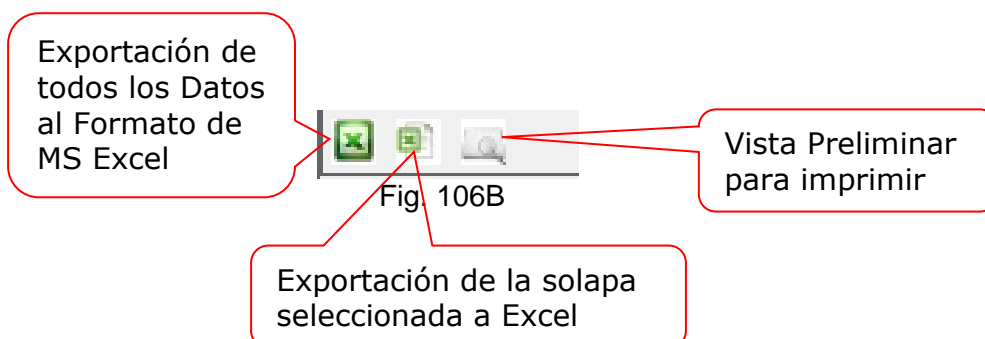 Exportación de
todos los Datos
al Formato de
MS Excel
Vista Preliminar
para imprimir
Fig. 106B
Exportación de la solapa
seleccionada a Excel